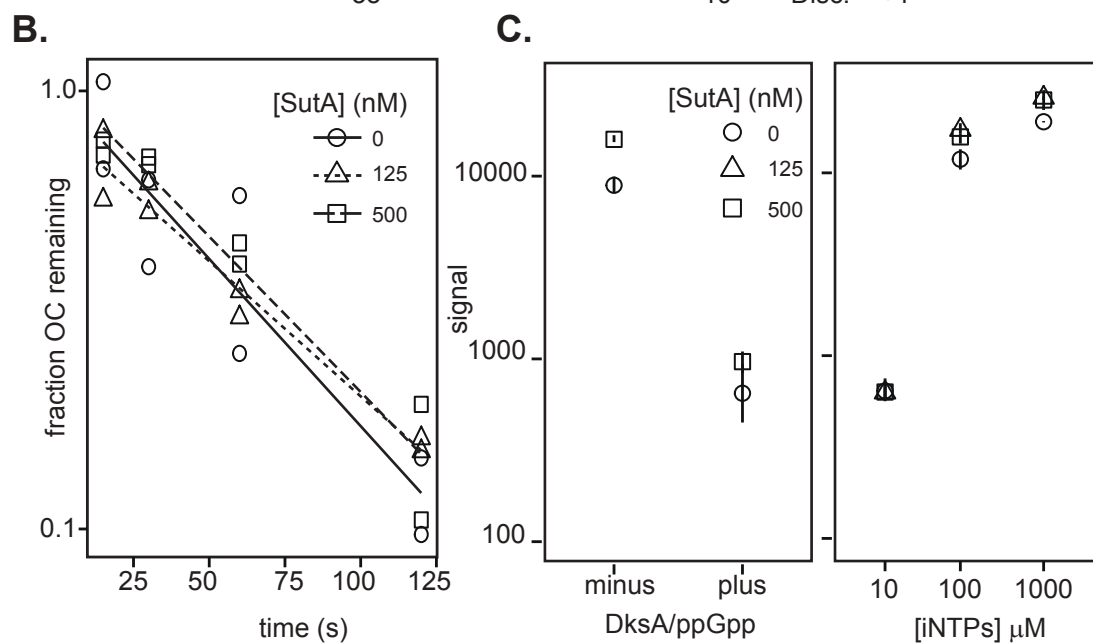 B.
C.
1.0
0.1
fraction OC remaining
[SutA] (nM)
0
125
500
25
50
75
100
125
time (s)
signal
10000
1000
100
[SutA] (nM)
0
125
500
minus
plus
DksA/ppGpp
10
100
1000
[iNTPs] μM